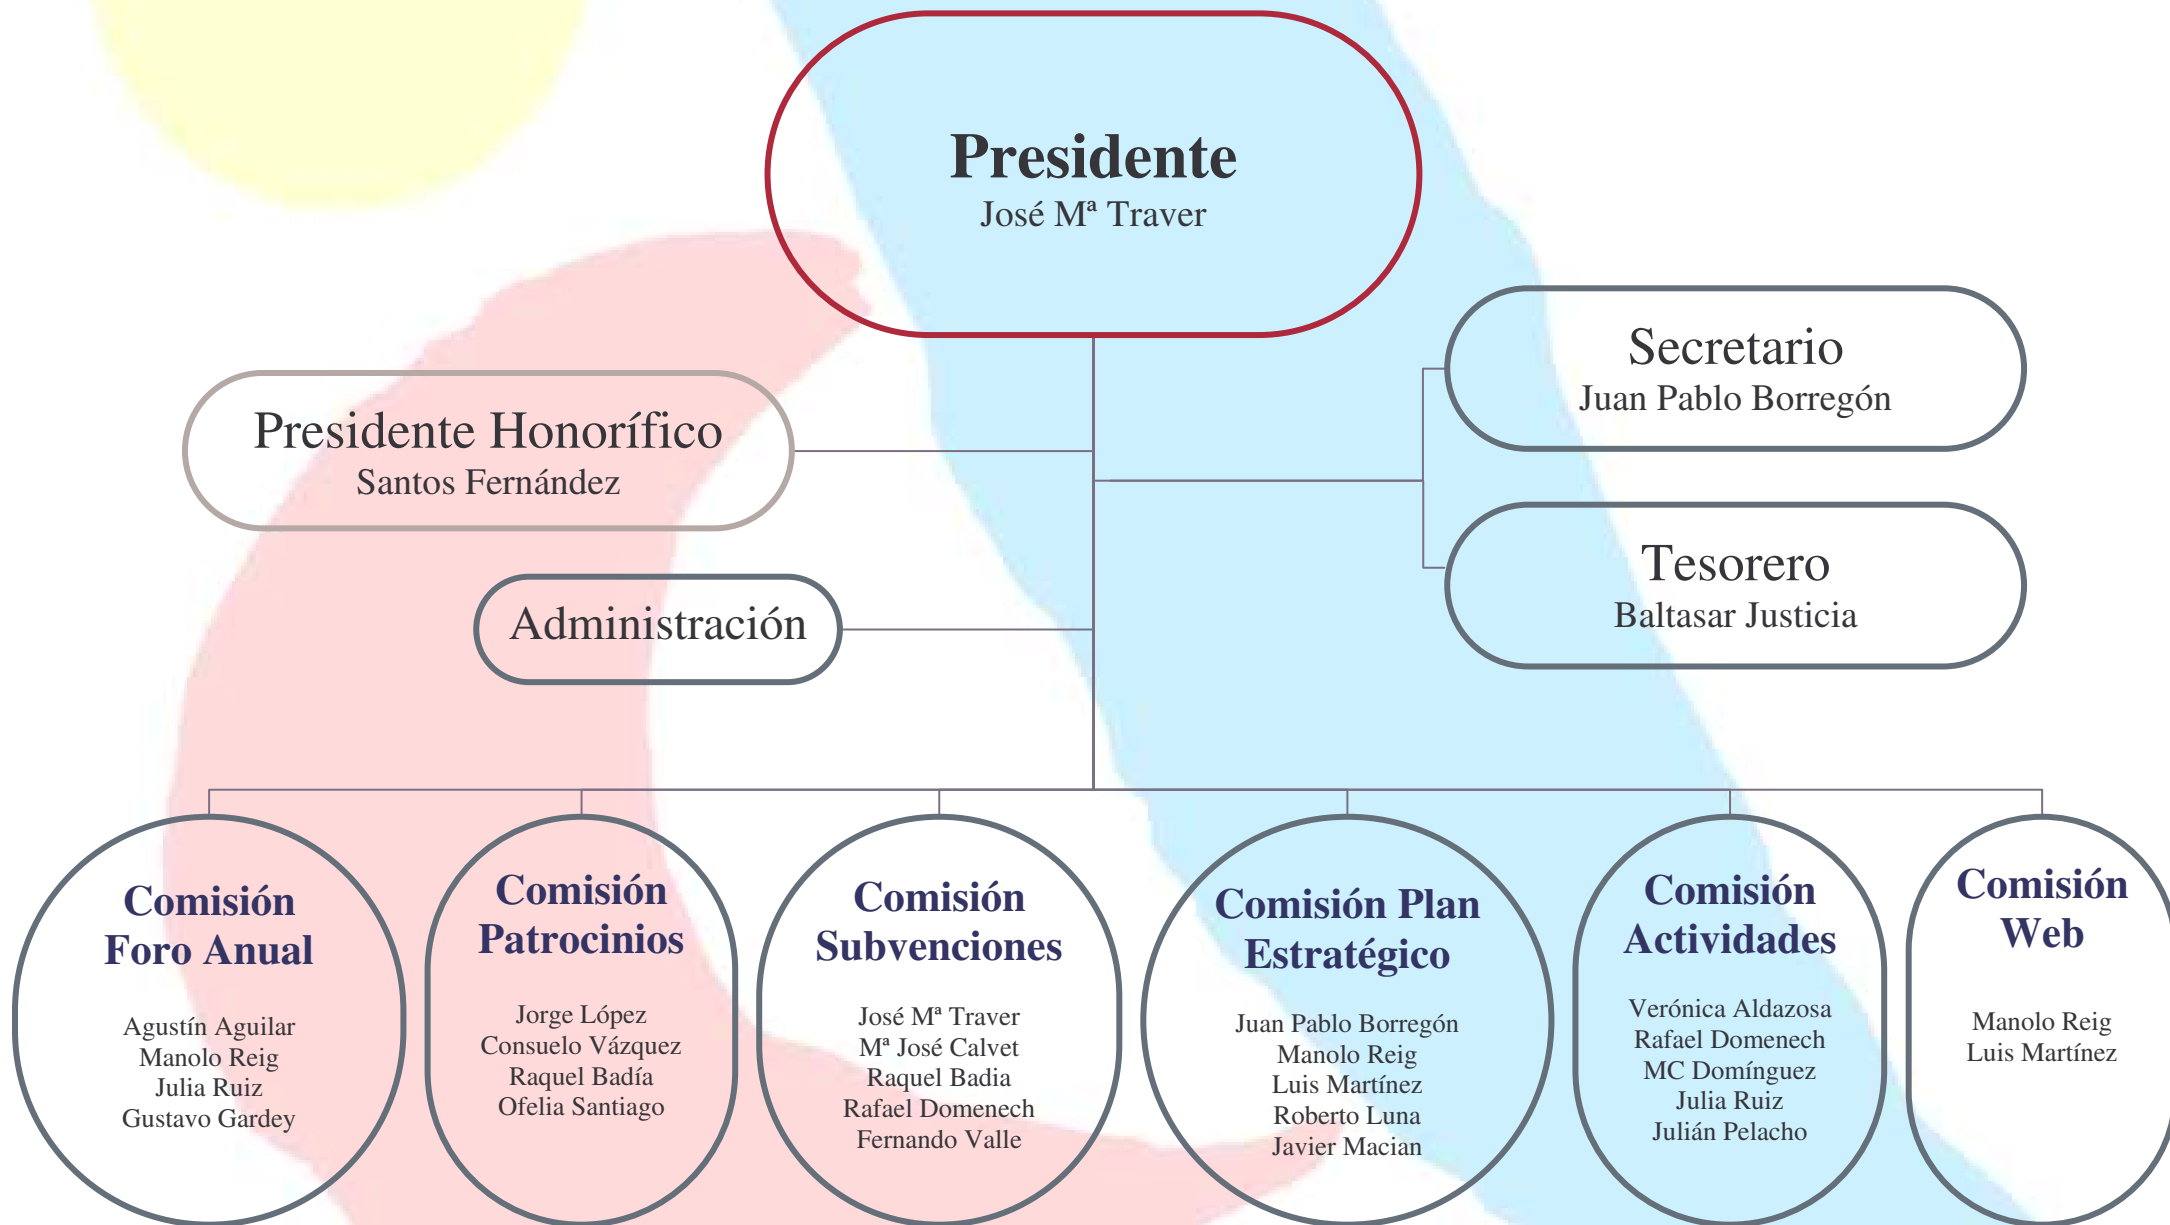 Presidente
José Mª Traver
Secretario
Juan Pablo Borregón
Presidente Honorífico
Santos Fernández
Tesorero
Baltasar Justicia
Administración
Comisión
Foro Anual
Agustín Aguilar
Manolo Reig
Julia Ruiz
Gustavo Gardey
Comisión
Patrocinios
Jorge López
Consuelo Vázquez
Raquel Badía
Ofelia Santiago
Comisión
Subvenciones
José Mª Traver
Mª José Calvet
Raquel Badia
Rafael Domenech
Fernando Valle
Comisión Plan
Estratégico
Juan Pablo Borregón
Manolo Reig
Luis Martínez
Roberto Luna
Javier Macian
Comisión
Actividades
Verónica Aldazosa
Rafael Domenech
MC Domínguez
Julia Ruiz
Julián Pelacho
Comisión
Web
Manolo Reig
Luis Martínez